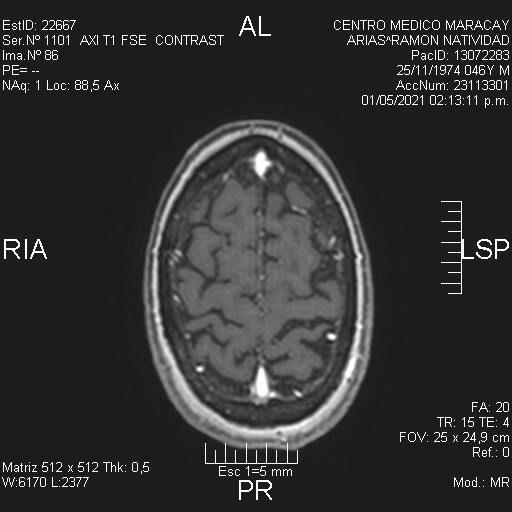 EstID: 22667
Ser.Nº 1101 AXI T1 FSE CONTRAST
Ima.Nº 86
PE= --
NAq: 1 Loc: 88,5 Ax
AL
CENTRO MEDICO MARACAY
ARIAS^RAMON NATIVIDAD
PacID: 13072283
25/11/1974 046Y M
AccNum: 23113301
01/05/2021 02:13:11 p.m.
RIA
LSP
FA: 20
TR: 15 TE: 4
FOV: 25 x 24,9 cm
Ref.: 0
Mod.: MR
Matriz 512 x 512 Thk: 0,5
W:6170 L:2377
Esc 1=5 mm
PR